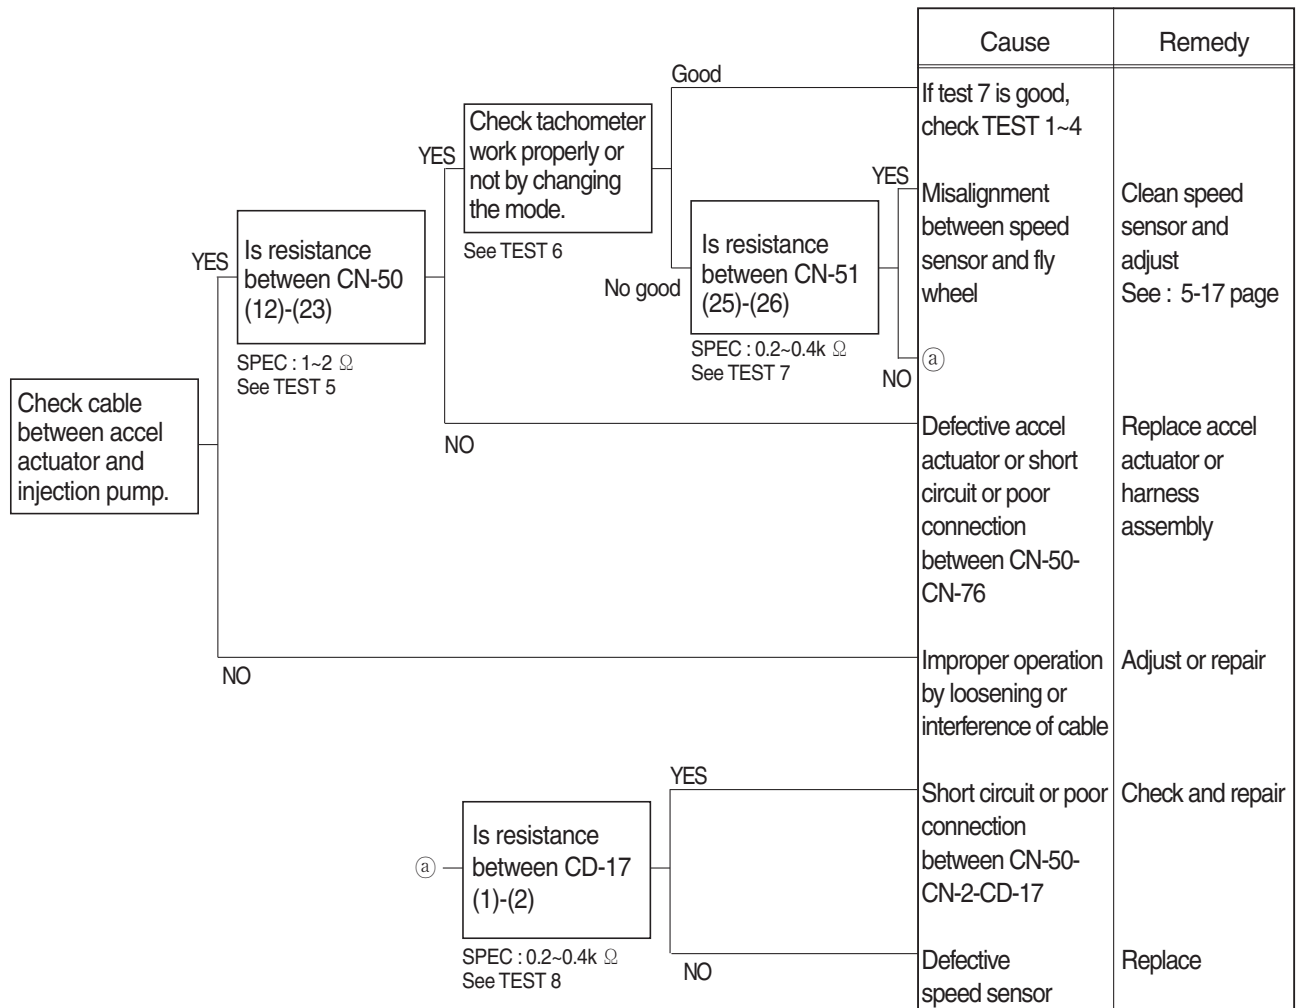 Cause
Remedy
Good
If test 7 is good,
check TEST 1~4
Check tachometer
work properly or
not by changing
the mode.
YES
See TEST 6
YES
Misalignment
between speed
sensor and fly
wheel
Clean speed
sensor and
adjust
See : 5-17 page
Is resistance
between CN-51
(25)-(26)
No good
SPEC : 0.2~0.4k Ω
See TEST 7
NO
ⓐ
YES
Is resistance
between CN-50
(12)-(23)
SPEC : 1~2 Ω
See TEST 5
Check cable
between accel
actuator and
injection pump.
NO
Defective accel
actuator or short
circuit or poor
connection
between CN-50-
CN-76
Replace accel
actuator or
harness
assembly
NO
Improper operation
by loosening or
interference of cable
Adjust or repair
YES
Short circuit or poor
connection
between CN-50-
CN-2-CD-17
Check and repair
ⓐ
Is resistance
between CD-17
(1)-(2)
SPEC : 0.2~0.4k Ω
See TEST 8
NO
Defective
speed sensor
Replace